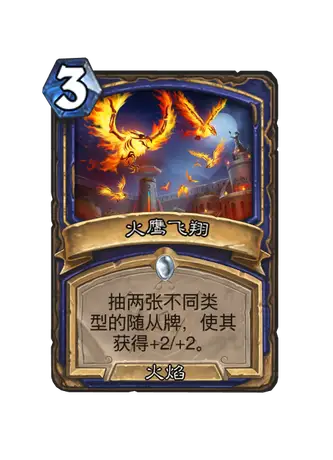 3
火鹰飞翔
抽两张不同类
型的随从牌，使其
获得+2/+2。
火焰